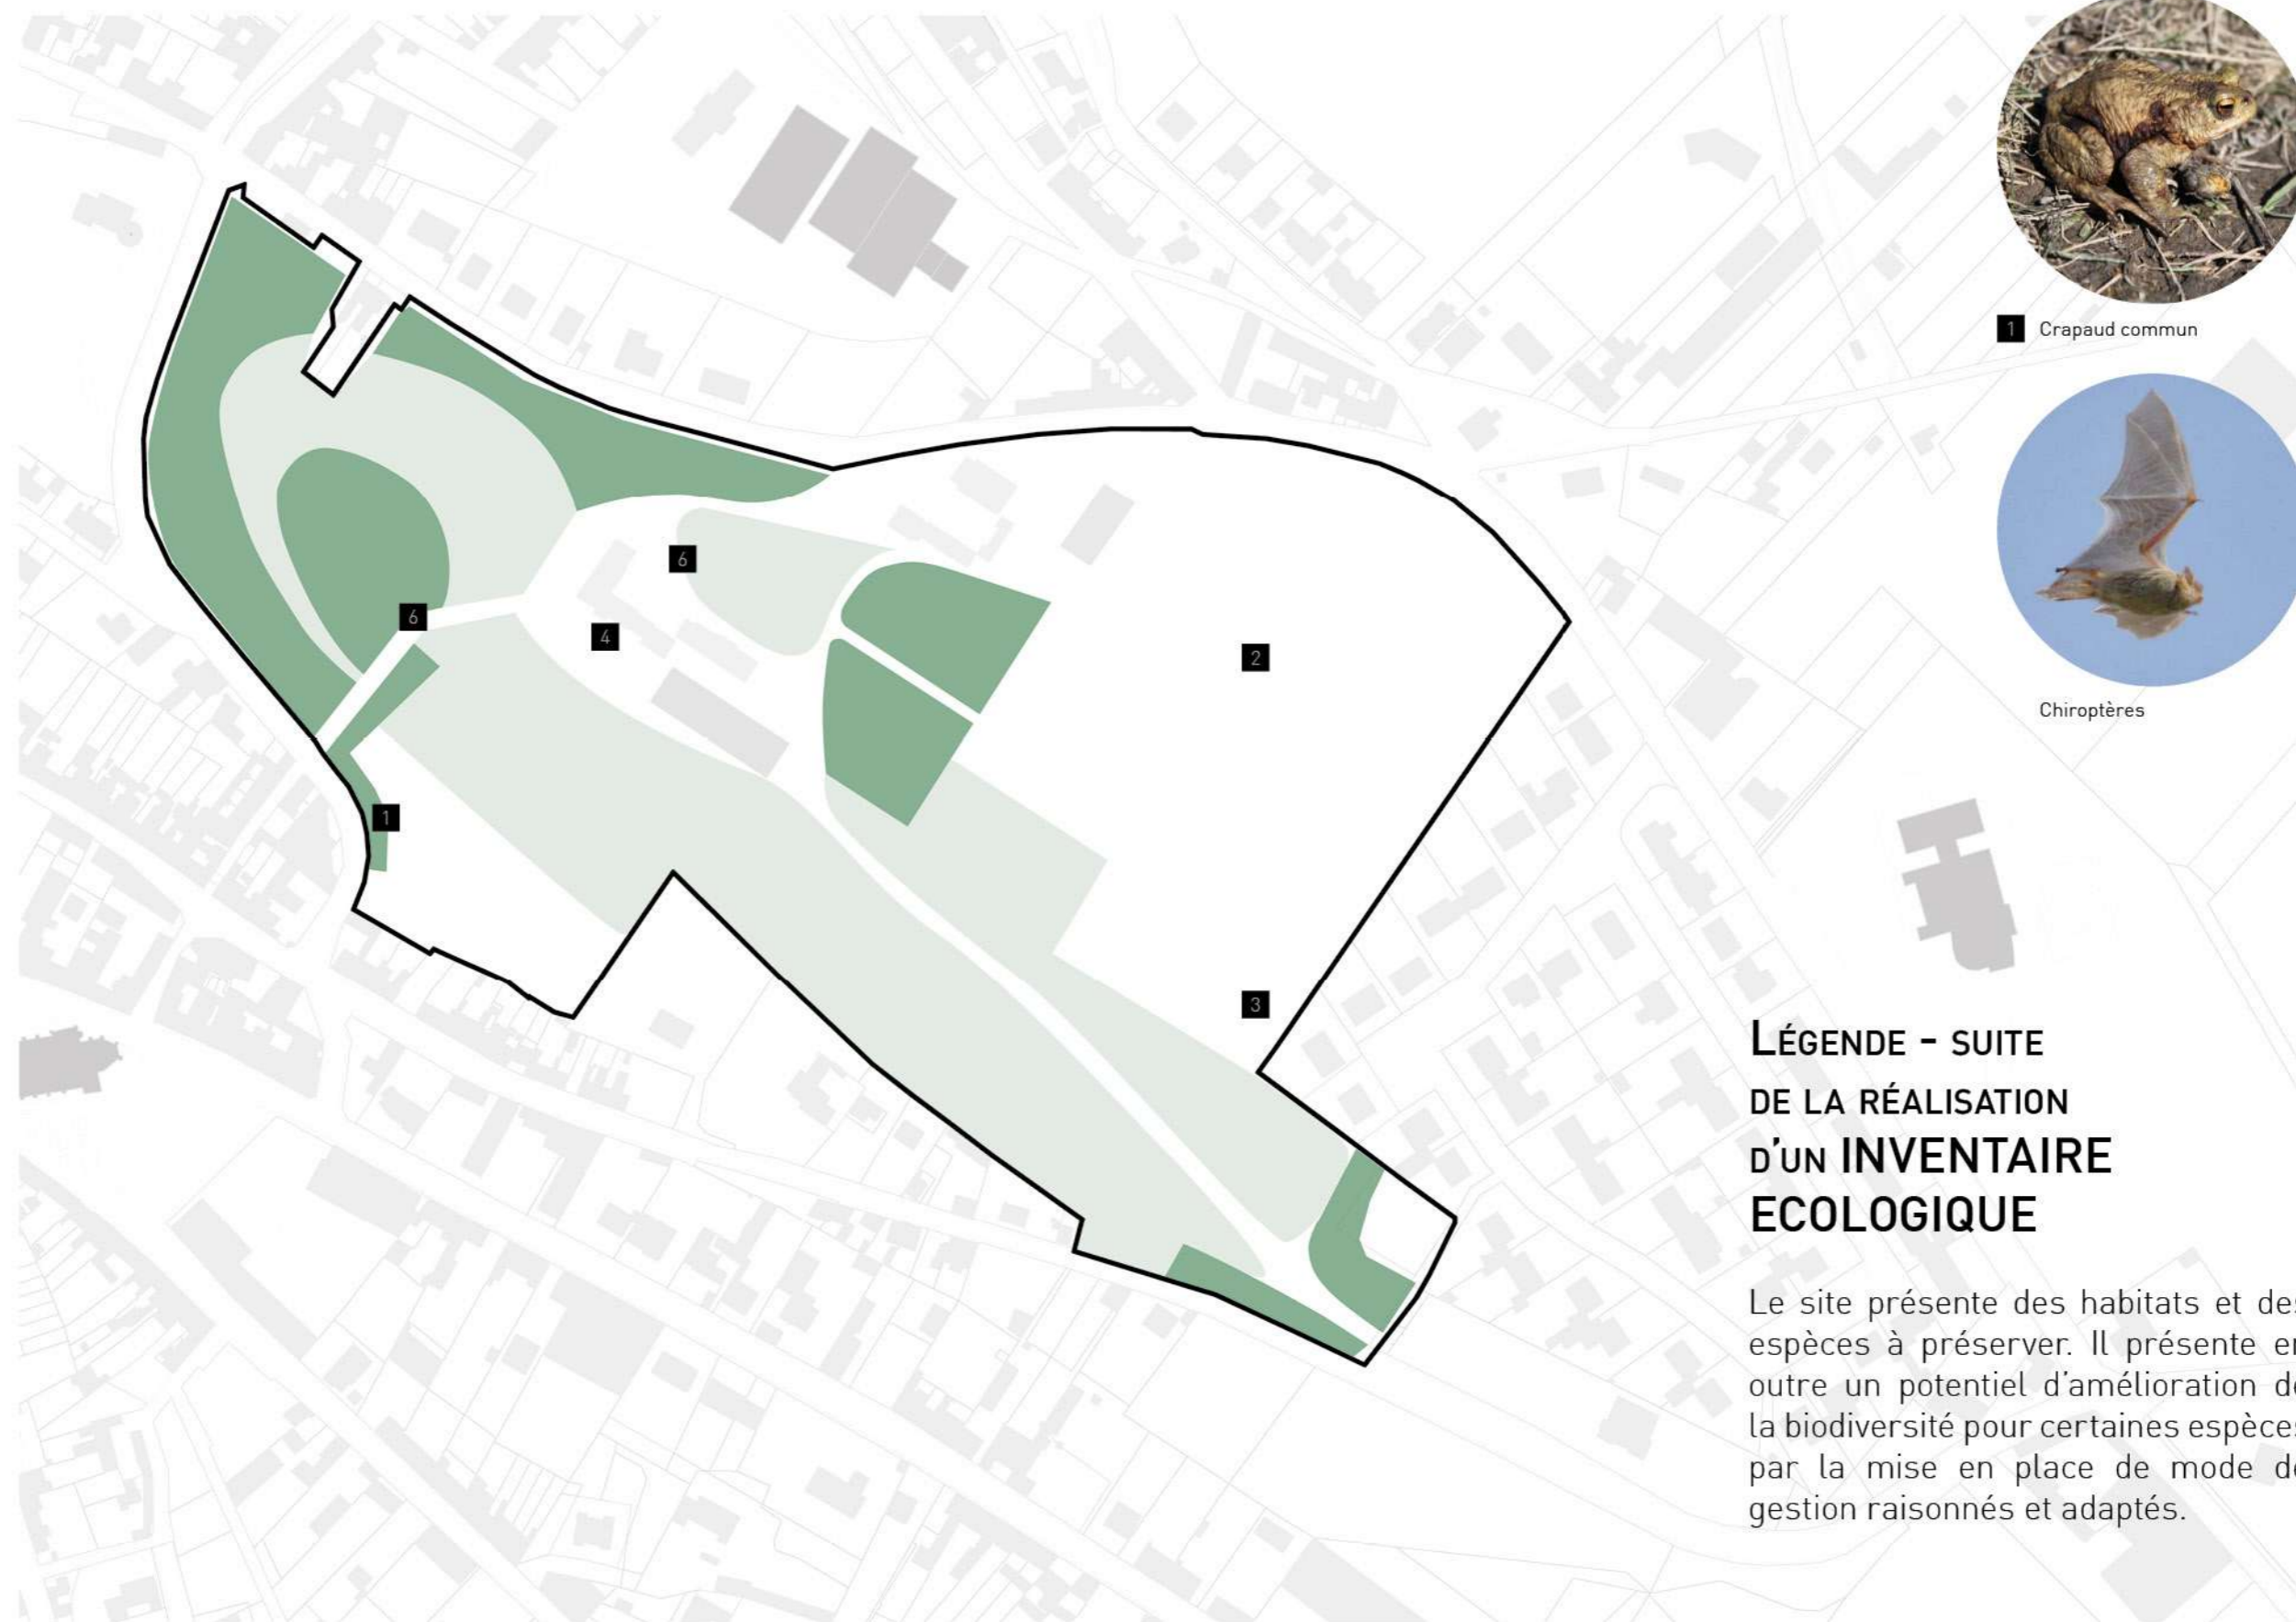 1 Crapaud commun
6
6
4
2
Chiroptères
1
3
LÉGENDE - SUITE
DE LA RÉALISATION
D'UN INVENTAIRE
ECOLOGIQUE
Le site présente des habitats et des
espèces à préserver. Il présente en
outre un potentiel d'amélioration de
la biodiversité pour certaines espèces
par la mise en place de mode de
gestion raisonnés et adaptés.